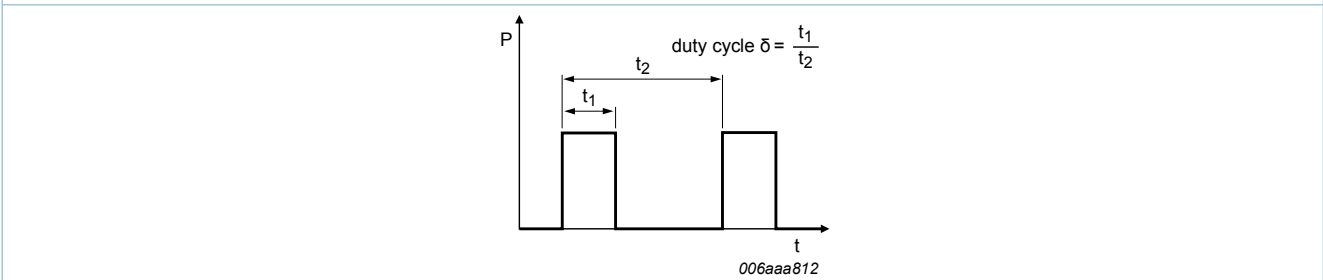 P
duty cycle δ = t1/t2
t2
t1
t
006aaa812